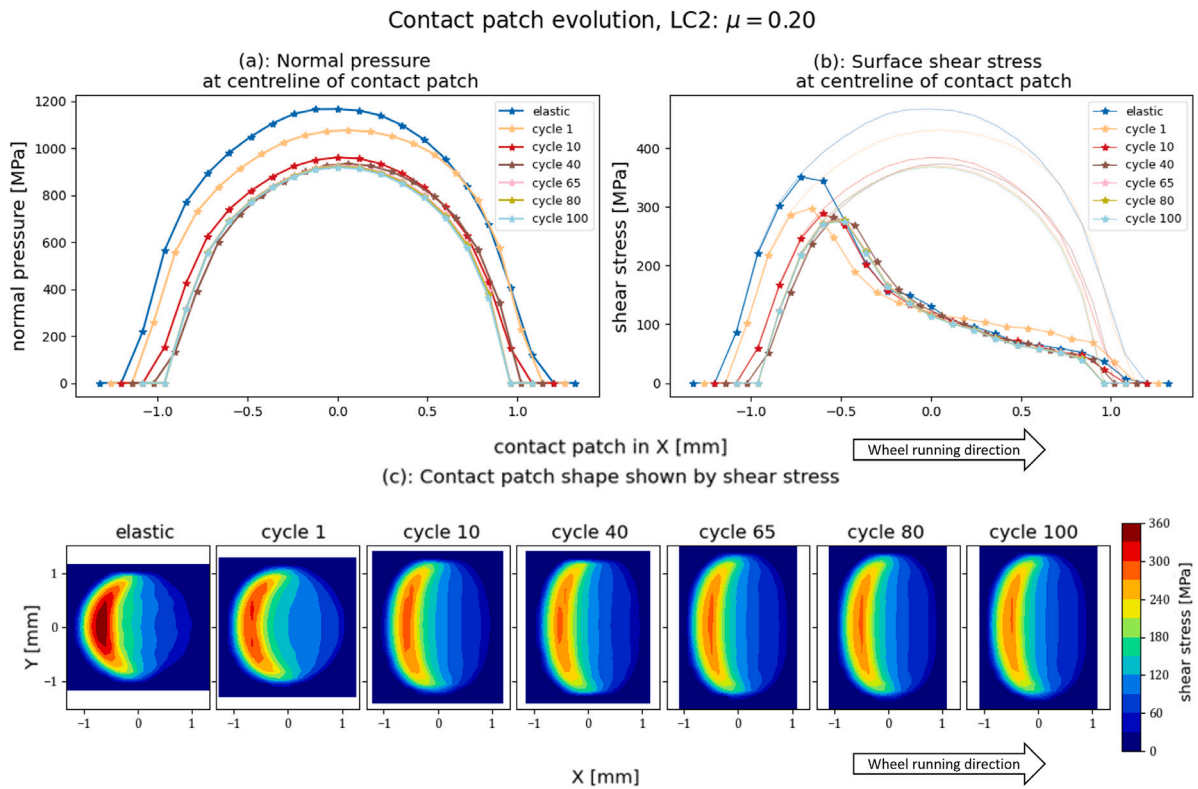 Contact patch evolution, LC2: μ = 0.20
(a): Normal pressure
at centreline of contact patch
normal pressure [MPa]
1200
1000
800
600
400
200
0
−1.0
−0.5
0.0
0.5
1.0
elastic
cycle 1
cycle 10
cycle 40
cycle 65
cycle 80
cycle 100
(b): Surface shear stress
at centreline of contact patch
shear stress [MPa]
400
300
200
100
0
−1.0
−0.5
0.0
0.5
1.0
elastic
cycle 1
cycle 10
cycle 40
cycle 65
cycle 80
cycle 100
contact patch in X [mm]
Wheel running direction
(c): Contact patch shape shown by shear stress
elastic
cycle 1
cycle 10
cycle 40
cycle 65
cycle 80
cycle 100
Y [mm]
1
0
−1
−1 0 1
−1 0 1
−1 0 1
−1 0 1
−1 0 1
−1 0 1
−1 0 1
360
300
240
180
120
60
0
shear stress [MPa]
X [mm]
Wheel running direction